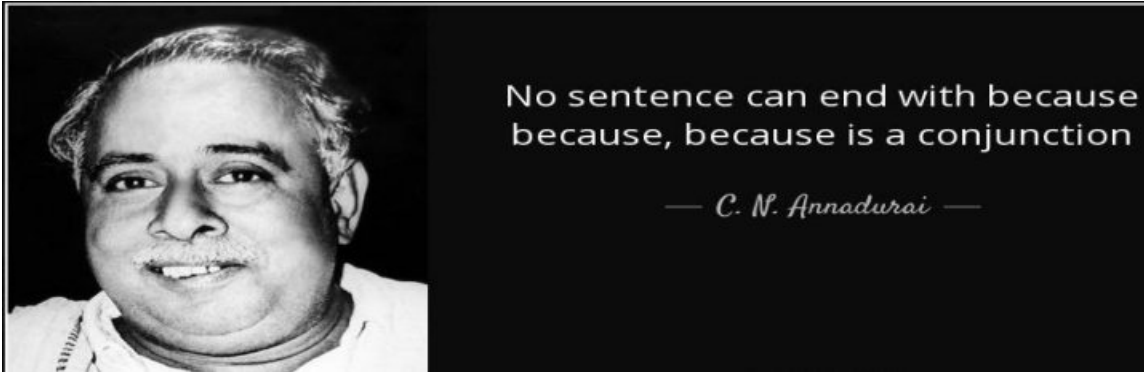 No sentence can end with because
because, because is a conjunction
— C. N. Annadurai —